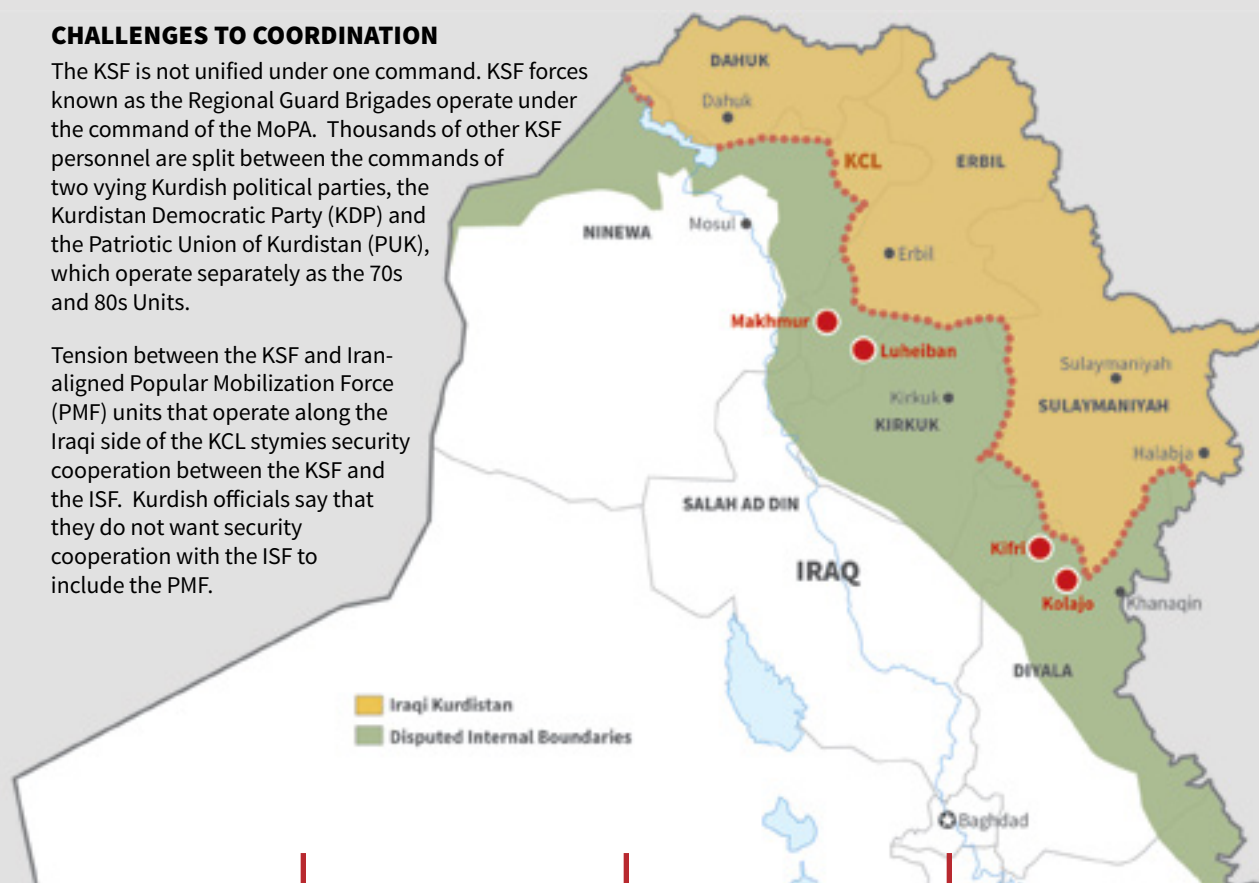 CHALLENGES TO COORDINATION
The KSF is not unified under one command. KSF forces
known as the Regional Guard Brigades operate under
the command of the MoPA.  Thousands of other KSF
personnel are split between the commands of
two vying Kurdish political parties, the
Kurdistan Democratic Party (KDP) and
the Patriotic Union of Kurdistan (PUK),
which operate separately as the 70s
and 80s Units.
Tension between the KSF and Iran-
aligned Popular Mobilization Force
(PMF) units that operate along the
Iraqi side of the KCL stymies security
cooperation between the KSF and
the ISF.  Kurdish officials say that
they do not want security
cooperation with the ISF to
include the PMF.
DAHUK
Dahuk
KCL
ERBIL
NINEWA
Mosul
Erbil
Makhmur
Luheiban
Sulaymaniyah
Kirkuk
SULAYMANIYAH
KIRKUK
Halabja
SALAH AD DIN
Kifri
IRAQ
Kolajo
Khanaqin
DIYALA
Iraqi Kurdistan
Disputed Internal Boundaries
Baghdad